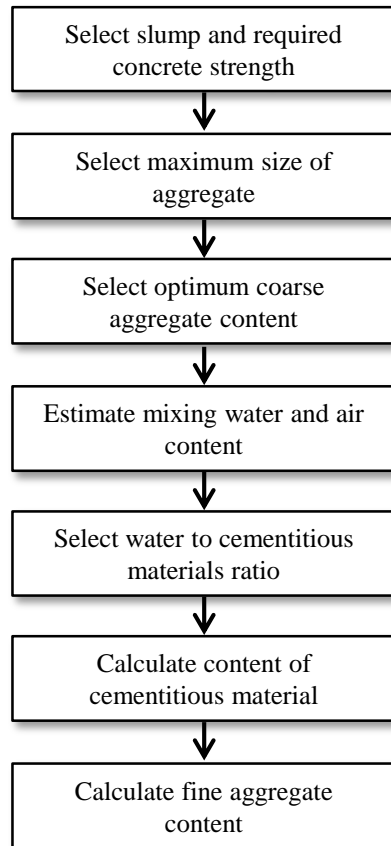 Select slump and required
concrete strength
Select maximum size of
aggregate
Select optimum coarse
aggregate content
Estimate mixing water and air
content
Select water to cementitious
materials ratio
Calculate content of
cementitious material
Calculate fine aggregate
content